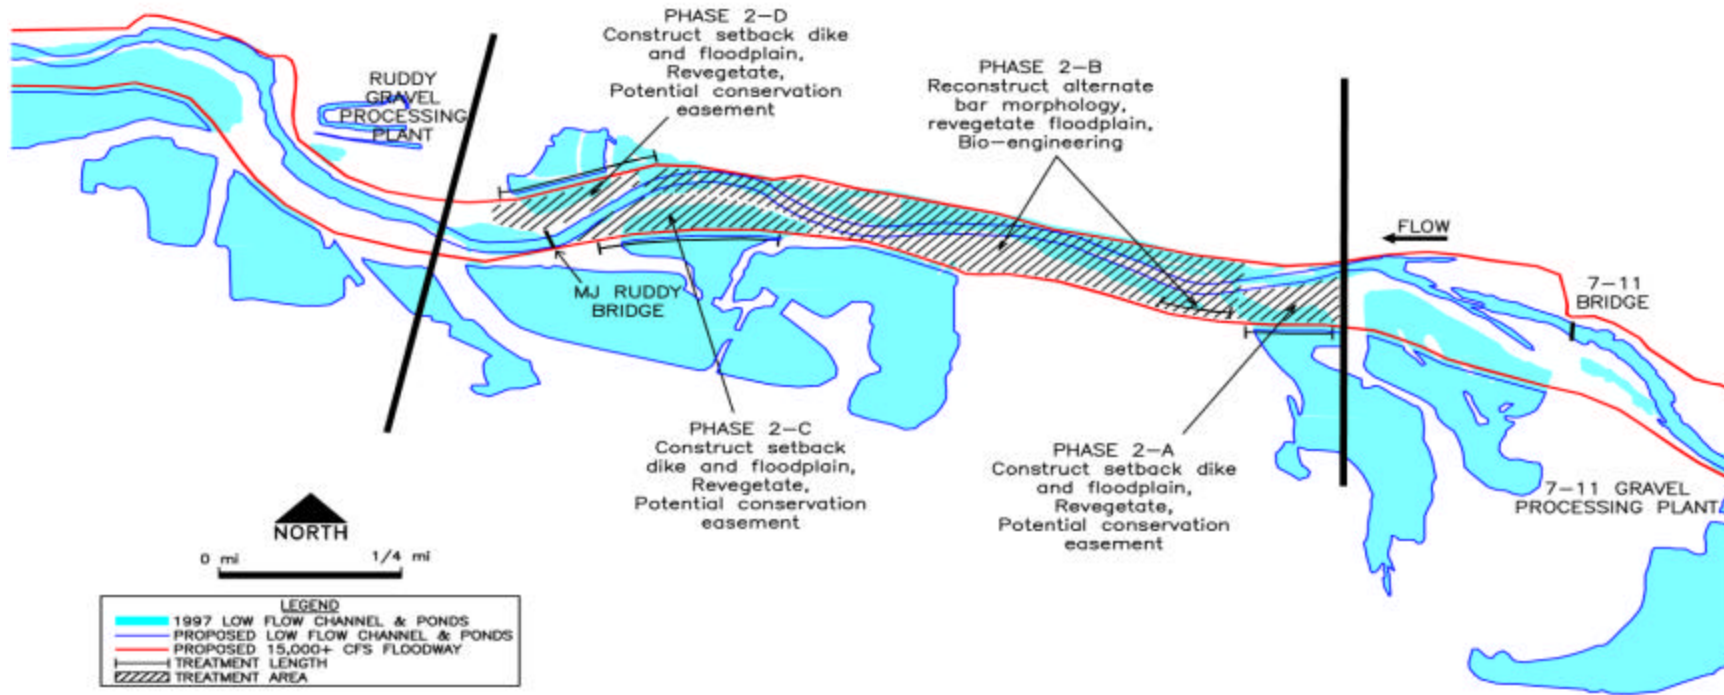 PHASE 2-D
Construct setback dike
and floodplain,
Revegetate,
Potential conservation
easement
RUDDY
GRAVEL
PROCESSING
PLANT
PHASE 2-B
Reconstruct alternate
bar morphology,
revegetate floodplain,
Bio-engineering
FLOW
7-11
BRIDGE
MJ RUDDY
BRIDGE
PHASE 2-C
Construct setback
dike and floodplain,
Revegetate,
Potential conservation
easement
PHASE 2-A
Construct setback dike
and floodplain,
Revegetate,
Potential conservation
easement
7-11 GRAVEL
PROCESSING PLANT
NORTH
0 mi 1/4 mi
LEGEND
1997 LOW FLOW CHANNEL & PONDS
PROPOSED LOW FLOW CHANNEL & PONDS
PROPOSED 15,000+ CFS FLOODWAY
TREATMENT LENGTH
TREATMENT AREA